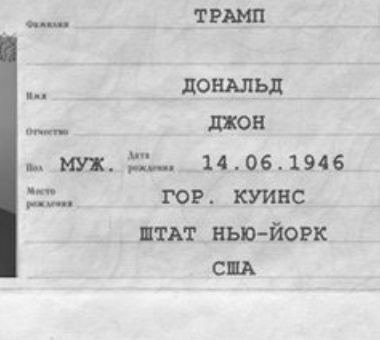 Фамилия ТРАМП
Имя ДОНАЛЬД
Отчество ДЖОН
Пол МУЖ. Дата рождения 14.06.1946
Место рождения ГОР. КУИНС
ШТАТ НЬЮ-ЙОРК
США